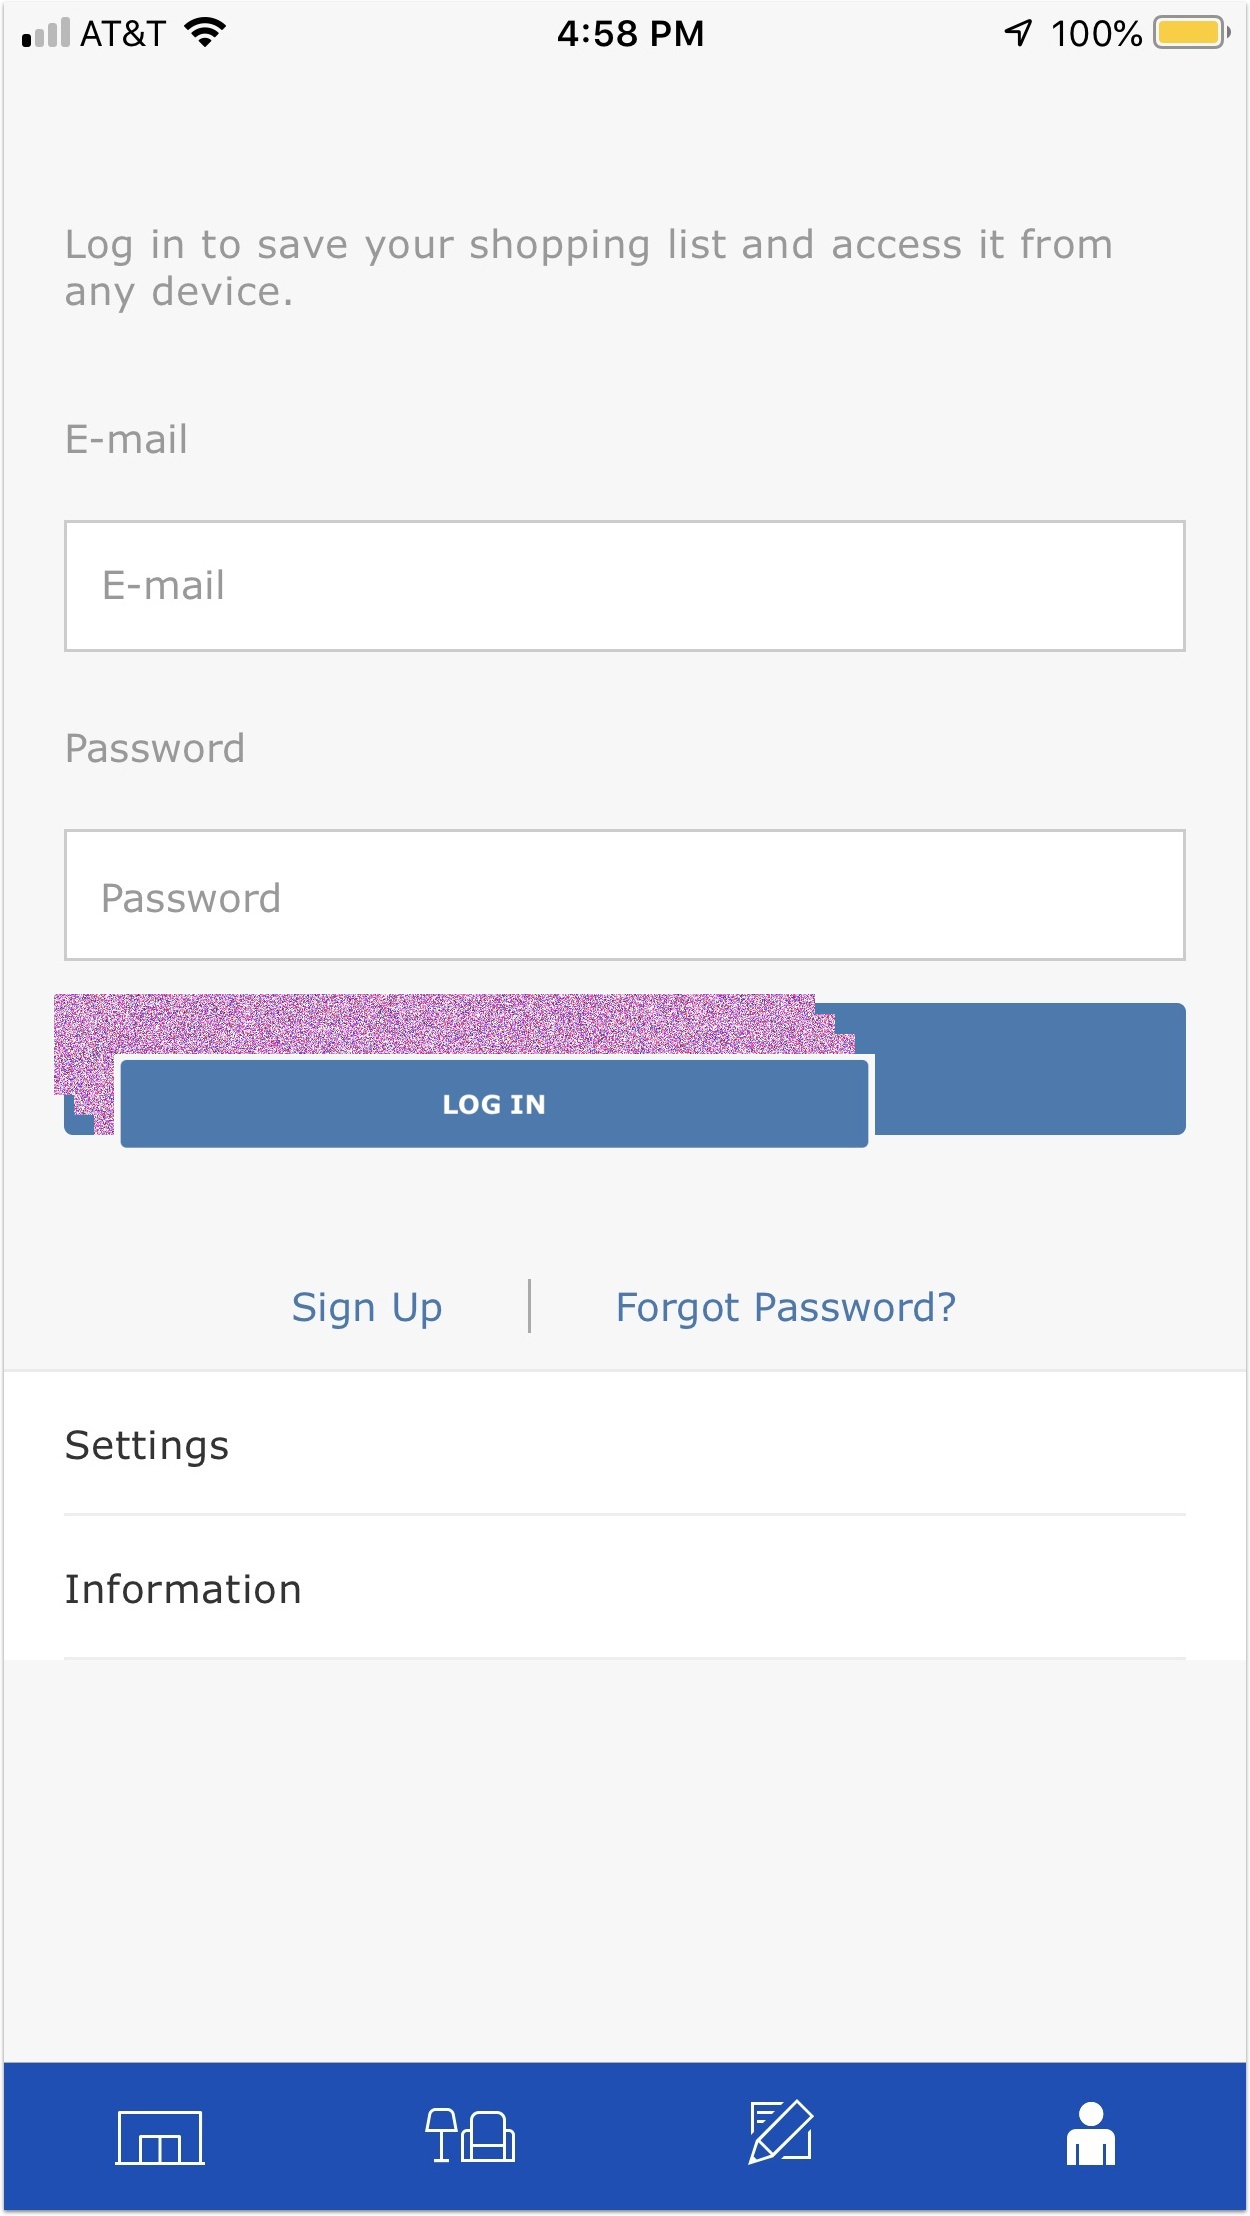 AT&T 4:58 PM 100%
Log in to save your shopping list and access it from
any device.
E-mail
E-mail
Password
Password
LOG IN
Sign Up Forgot Password?
Settings
Information